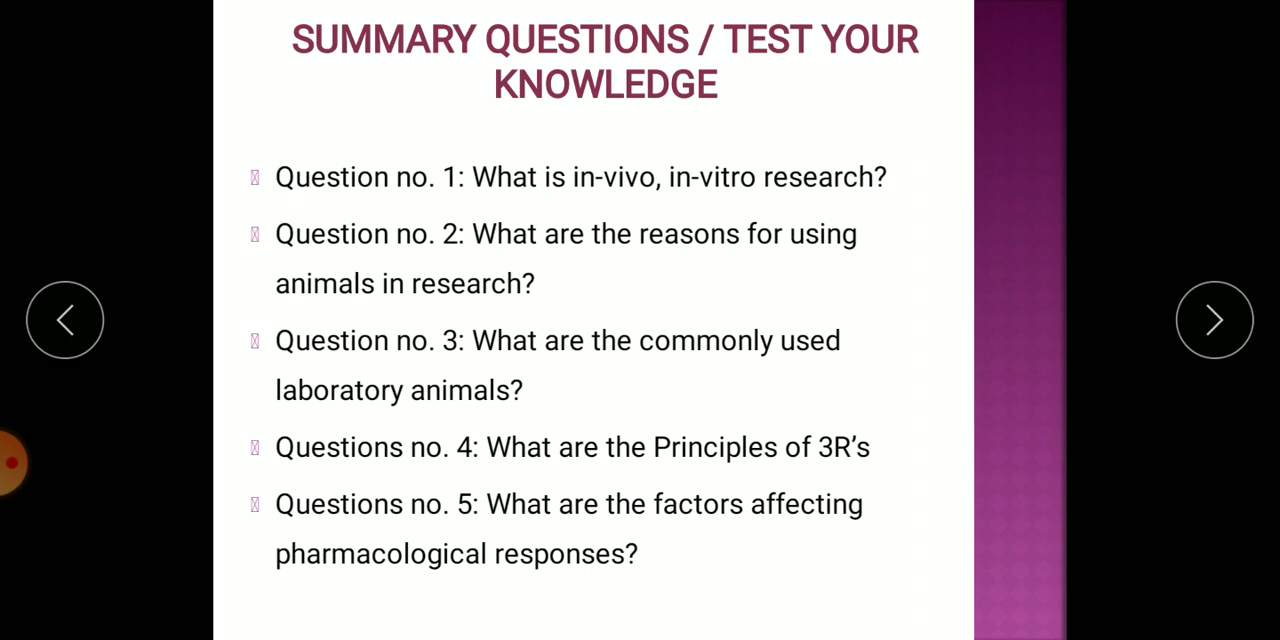 SUMMARY QUESTIONS / TEST YOUR
KNOWLEDGE
Question no. 1: What is in-vivo, in-vitro research?
Question no. 2: What are the reasons for using
animals in research?
Question no. 3: What are the commonly used
laboratory animals?
Questions no. 4: What are the Principles of 3R’s
Questions no. 5: What are the factors affecting
pharmacological responses?